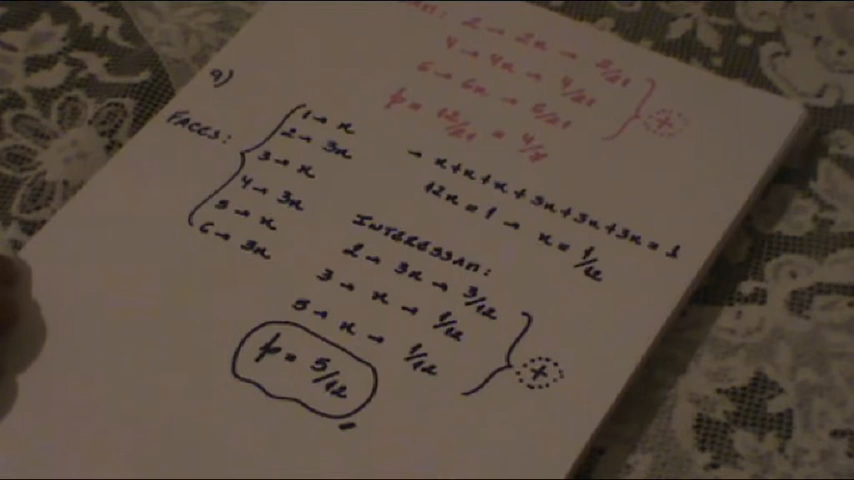 2 → 2x → 2/21
4 → 4x → 4/21
6 → 6x → 6/21
+
p = 12/21 = 4/7
9)
FACES:
1 → x
2 → 3x
3 → x
4 → 3x
5 → x
6 → 3x
→ x+x+x+3x+3x+3x=1
12x = 1 → x = 1/12
INTERESSAM:
2 → 3x → 3/12
3 → x → 1/12
5 → x → 1/12
+
p = 5/12